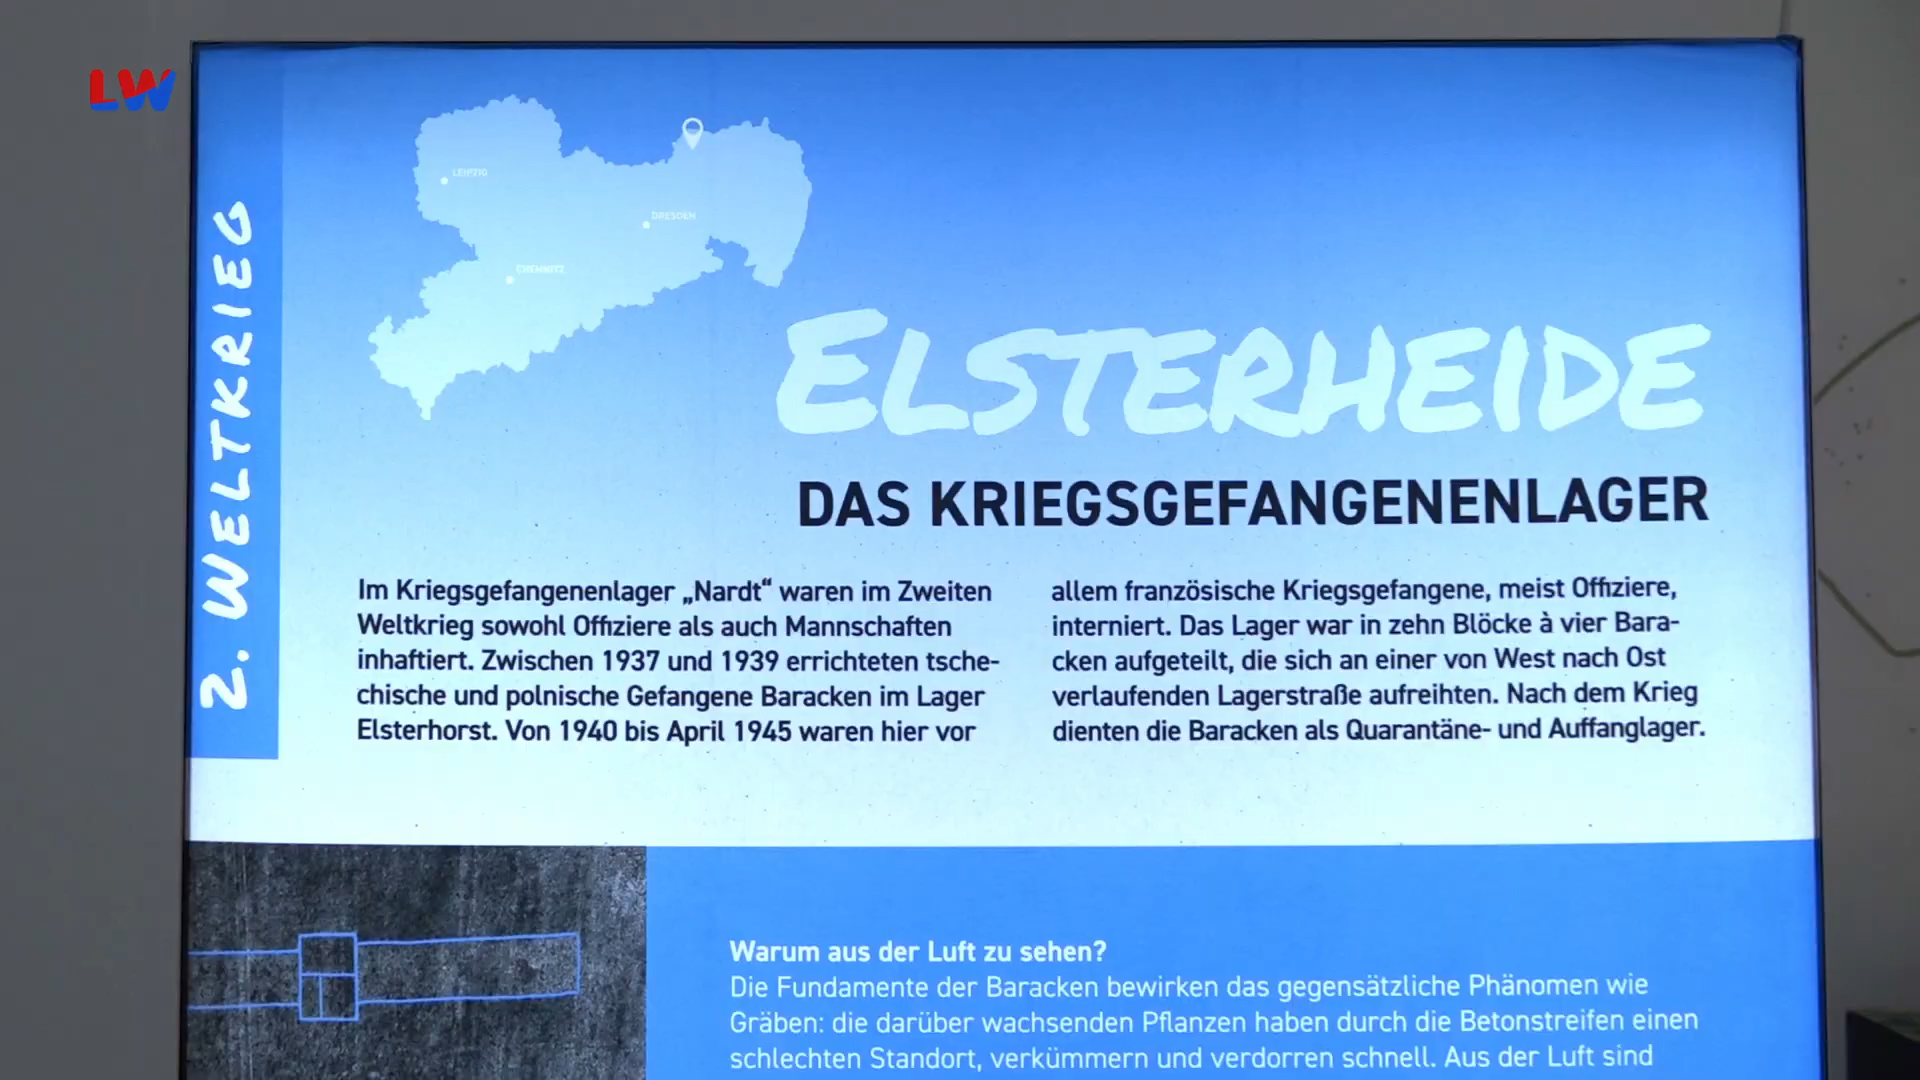 LW
2. WELTKRIEG
LEIPZIG
DRESDEN
CHEMNITZ
ELSTERHEIDE
DAS KRIEGSGEFANGENENLAGER
Im Kriegsgefangenenlager „Nardt“ waren im Zweiten
Weltkrieg sowohl Offiziere als auch Mannschaften
inhaftiert. Zwischen 1937 und 1939 errichteten tsche-
chische und polnische Gefangene Baracken im Lager
Elsterhorst. Von 1940 bis April 1945 waren hier vor
allem französische Kriegsgefangene, meist Offiziere,
interniert. Das Lager war in zehn Blöcke à vier Bara-
cken aufgeteilt, die sich an einer von West nach Ost
verlaufenden Lagerstraße aufreihten. Nach dem Krieg
dienten die Baracken als Quarantäne- und Auffanglager.
Warum aus der Luft zu sehen?
Die Fundamente der Baracken bewirken das gegensätzliche Phänomen wie
Gräben: die darüber wachsenden Pflanzen haben durch die Betonstreifen einen
schlechten Standort, verkümmern und verdorren schnell. Aus der Luft sind